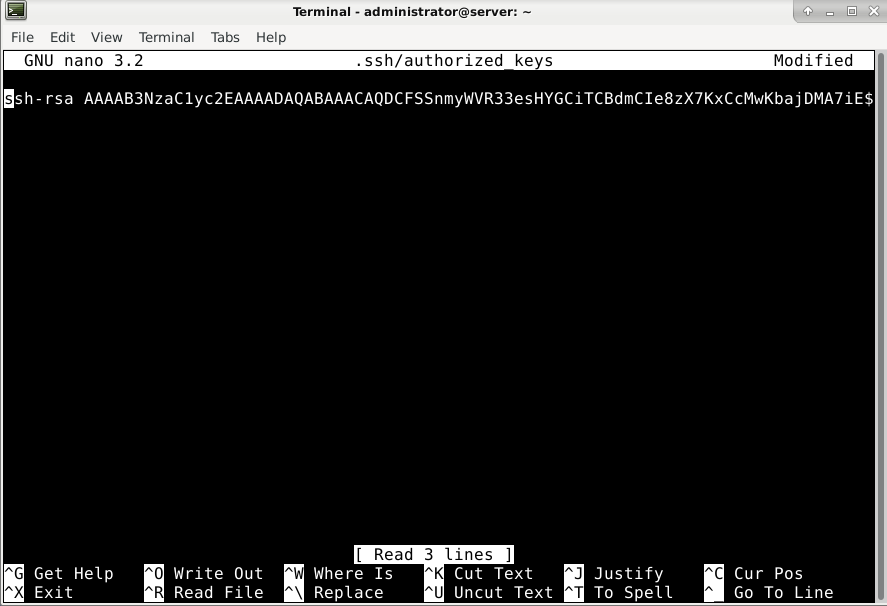 Terminal - administrator@server: ~
File Edit View Terminal Tabs Help
GNU nano 3.2 .ssh/authorized_keys Modified
ssh-rsa AAAAB3NzaC1yc2EAAAADAQABAAACAQDCFSSnmyWVR33esHYGCiTCBdmCIe8zX7KxCcMwKbajDMA7iE$
[ Read 3 lines ]
^G Get Help ^O Write Out ^W Where Is ^K Cut Text ^J Justify ^C Cur Pos
^X Exit ^R Read File ^\ Replace ^U Uncut Text ^T To Spell ^_ Go To Line